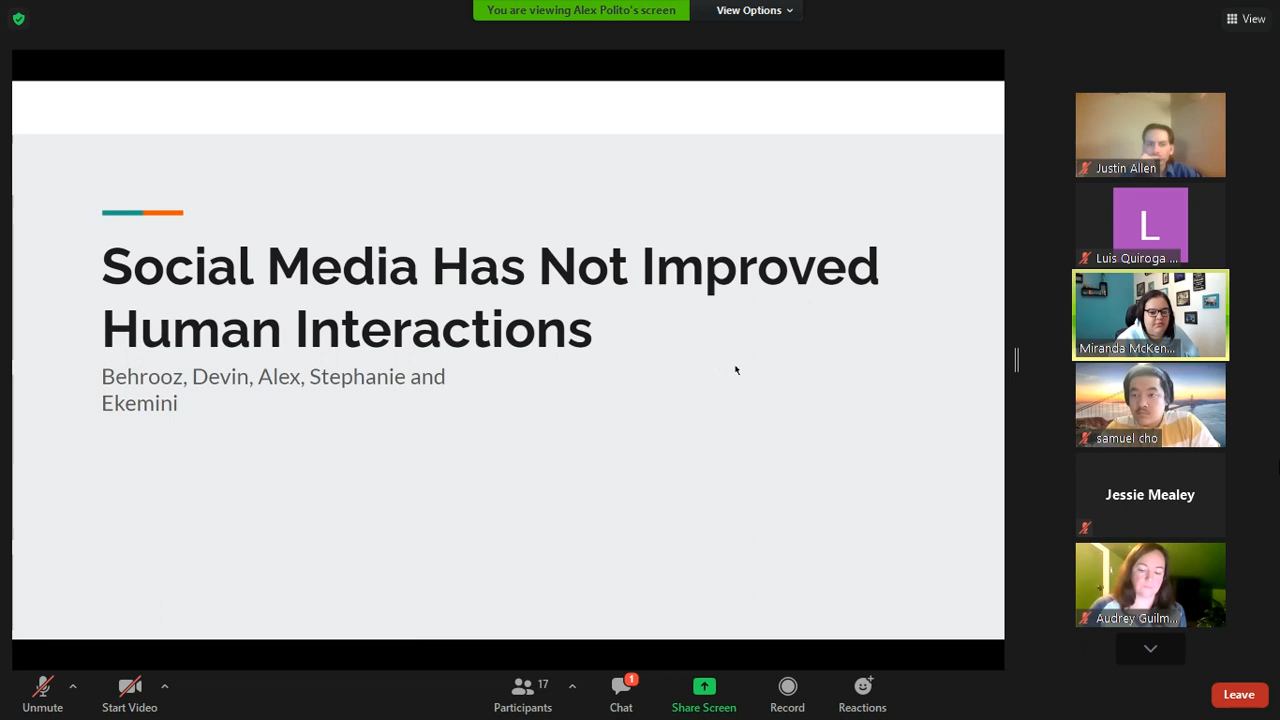 You are viewing Alex Polito's screen
View Options
View
Social Media Has Not Improved
Human Interactions
Behrooz, Devin, Alex, Stephanie and
Ekemini
Justin Allen
L
Luis Quiroga ...
Miranda McKen...
samuel cho
Jessie Mealey
Audrey Guilm...
Unmute
Start Video
17
Participants
1
Chat
Share Screen
Record
Reactions
Leave